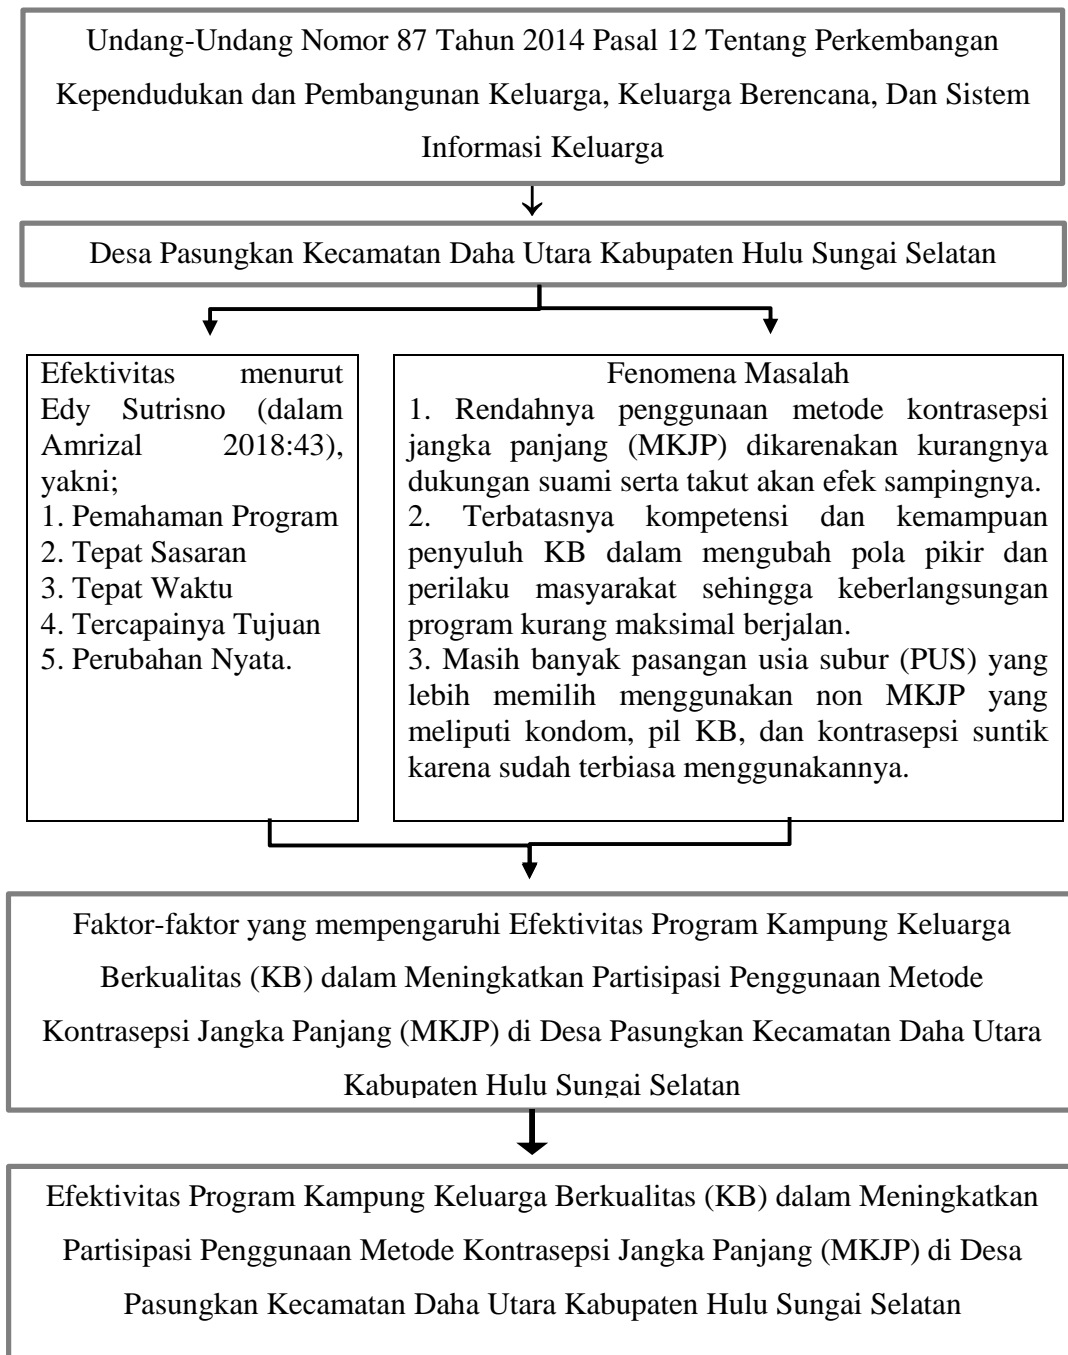 Undang-Undang Nomor 87 Tahun 2014 Pasal 12 Tentang Perkembangan
Kependudukan dan Pembangunan Keluarga, Keluarga Berencana, Dan Sistem
Informasi Keluarga
Desa Pasungkan Kecamatan Daha Utara Kabupaten Hulu Sungai Selatan
Efektivitas menurut
Edy Sutrisno (dalam
Amrizal 2018:43),
yakni;
1. Pemahaman Program
2. Tepat Sasaran
3. Tepat Waktu
4. Tercapainya Tujuan
5. Perubahan Nyata.
Fenomena Masalah
1. Rendahnya penggunaan metode kontrasepsi
jangka panjang (MKJP) dikarenakan kurangnya
dukungan suami serta takut akan efek sampingnya.
2. Terbatasnya kompetensi dan kemampuan
penyuluh KB dalam mengubah pola pikir dan
perilaku masyarakat sehingga keberlangsungan
program kurang maksimal berjalan.
3. Masih banyak pasangan usia subur (PUS) yang
lebih memilih menggunakan non MKJP yang
meliputi kondom, pil KB, dan kontrasepsi suntik
karena sudah terbiasa menggunakannya.
Faktor-faktor yang mempengaruhi Efektivitas Program Kampung Keluarga
Berkualitas (KB) dalam Meningkatkan Partisipasi Penggunaan Metode
Kontrasepsi Jangka Panjang (MKJP) di Desa Pasungkan Kecamatan Daha Utara
Kabupaten Hulu Sungai Selatan
Efektivitas Program Kampung Keluarga Berkualitas (KB) dalam Meningkatkan
Partisipasi Penggunaan Metode Kontrasepsi Jangka Panjang (MKJP) di Desa
Pasungkan Kecamatan Daha Utara Kabupaten Hulu Sungai Selatan